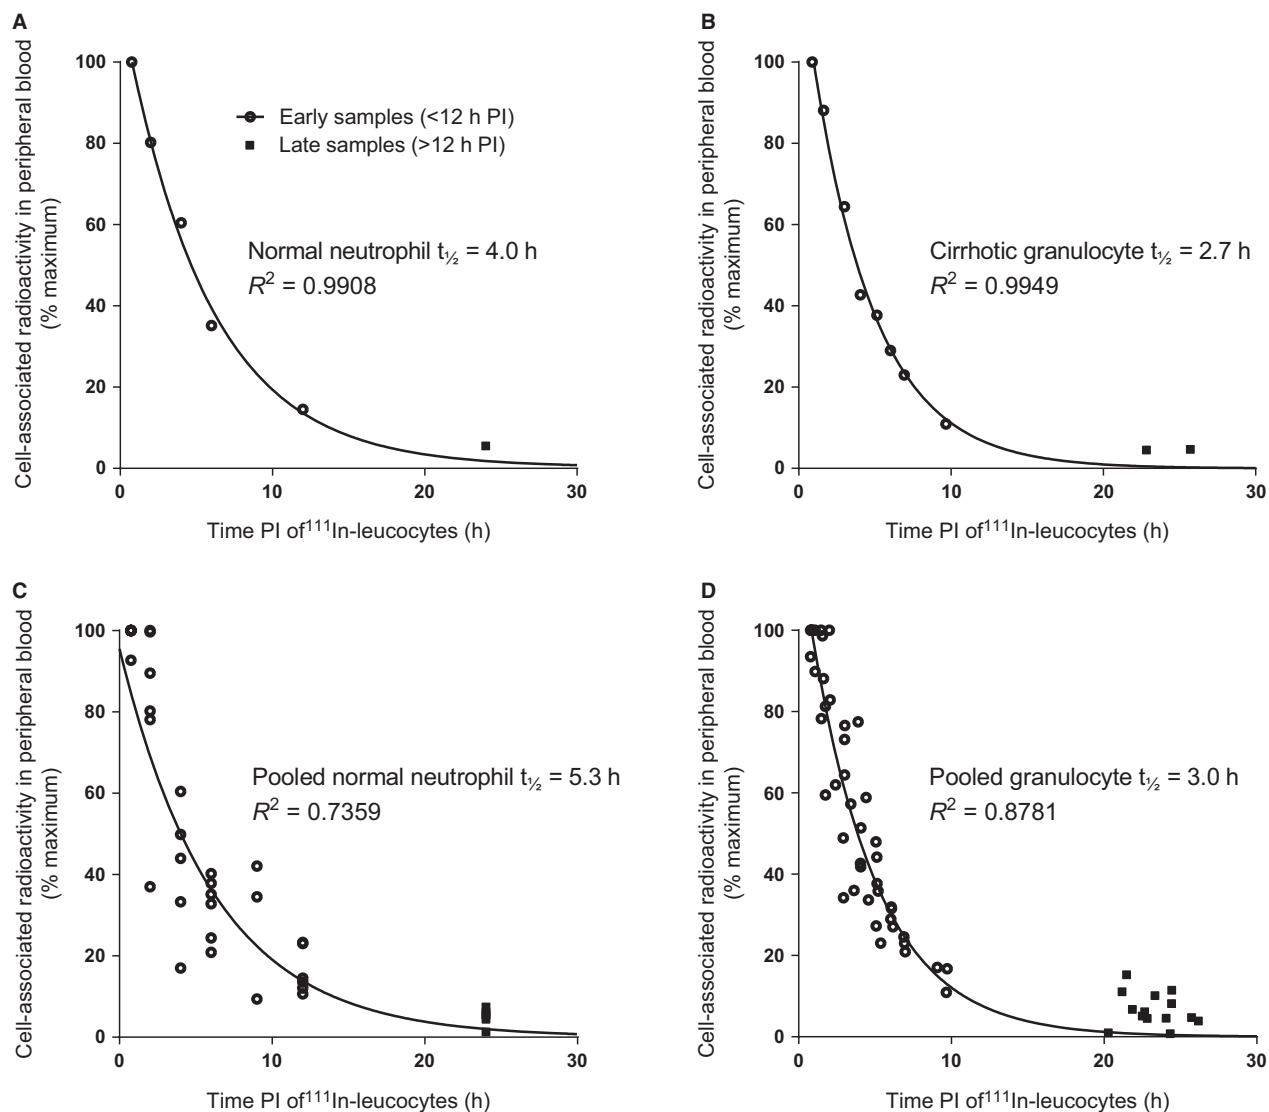 A
Cell-associated radioactivity in peripheral blood
(% maximum)
100
80
60
40
20
0
Early samples (<12 h PI)
Late samples (>12 h PI)
Normal neutrophil t½ = 4.0 h
R² = 0.9908
0 10 20 30
Time PI of ¹¹¹In-leucocytes (h)
B
Cell-associated radioactivity in peripheral blood
(% maximum)
100
80
60
40
20
0
Cirrhotic granulocyte t½ = 2.7 h
R² = 0.9949
0 10 20 30
Time PI of ¹¹¹In-leucocytes (h)
C
Cell-associated radioactivity in peripheral blood
(% maximum)
100
80
60
40
20
0
Pooled normal neutrophil t½ = 5.3 h
R² = 0.7359
0 10 20 30
Time PI of ¹¹¹In-leucocytes (h)
D
Cell-associated radioactivity in peripheral blood
(% maximum)
100
80
60
40
20
0
Pooled granulocyte t½ = 3.0 h
R² = 0.8781
0 10 20 30
Time PI of ¹¹¹In-leucocytes (h)